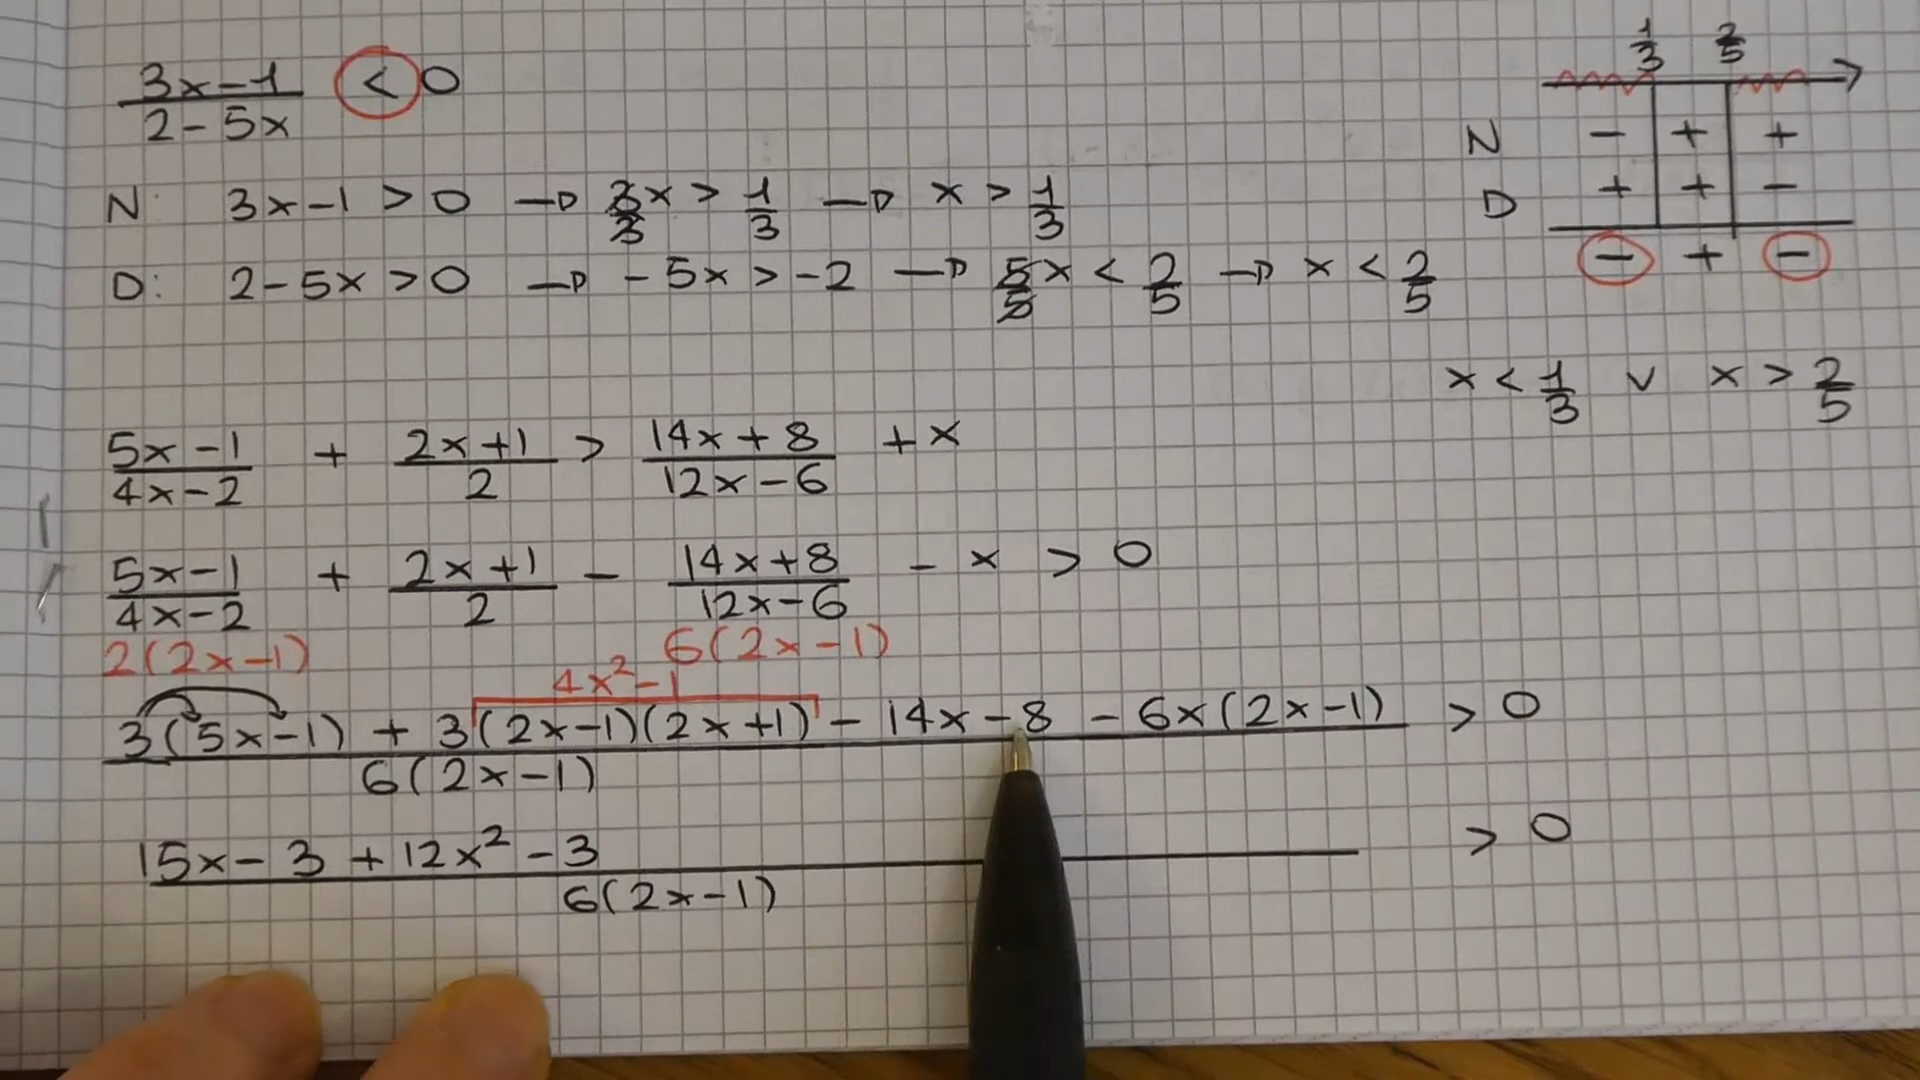 (3x-1)/(2-5x) < 0
N: 3x-1 > 0 → 3/3 x > 1/3 → x > 1/3
D: 2-5x > 0 → -5x > -2 → 5/5 x < 2/5 → x < 2/5
1/3 2/5
N - + +
D + + -
- + -
x < 1/3 ∨ x > 2/5
(5x-1)/(4x-2) + (2x+1)/2 > (14x+8)/(12x-6) + x
(5x-1)/(4x-2) + (2x+1)/2 - (14x+8)/(12x-6) - x > 0
2(2x-1) 6(2x-1)
4x²-1
3(5x-1) + 3(2x-1)(2x+1) - 14x - 8 - 6x(2x-1) > 0
6(2x-1)
15x - 3 + 12x² - 3 > 0
6(2x-1)